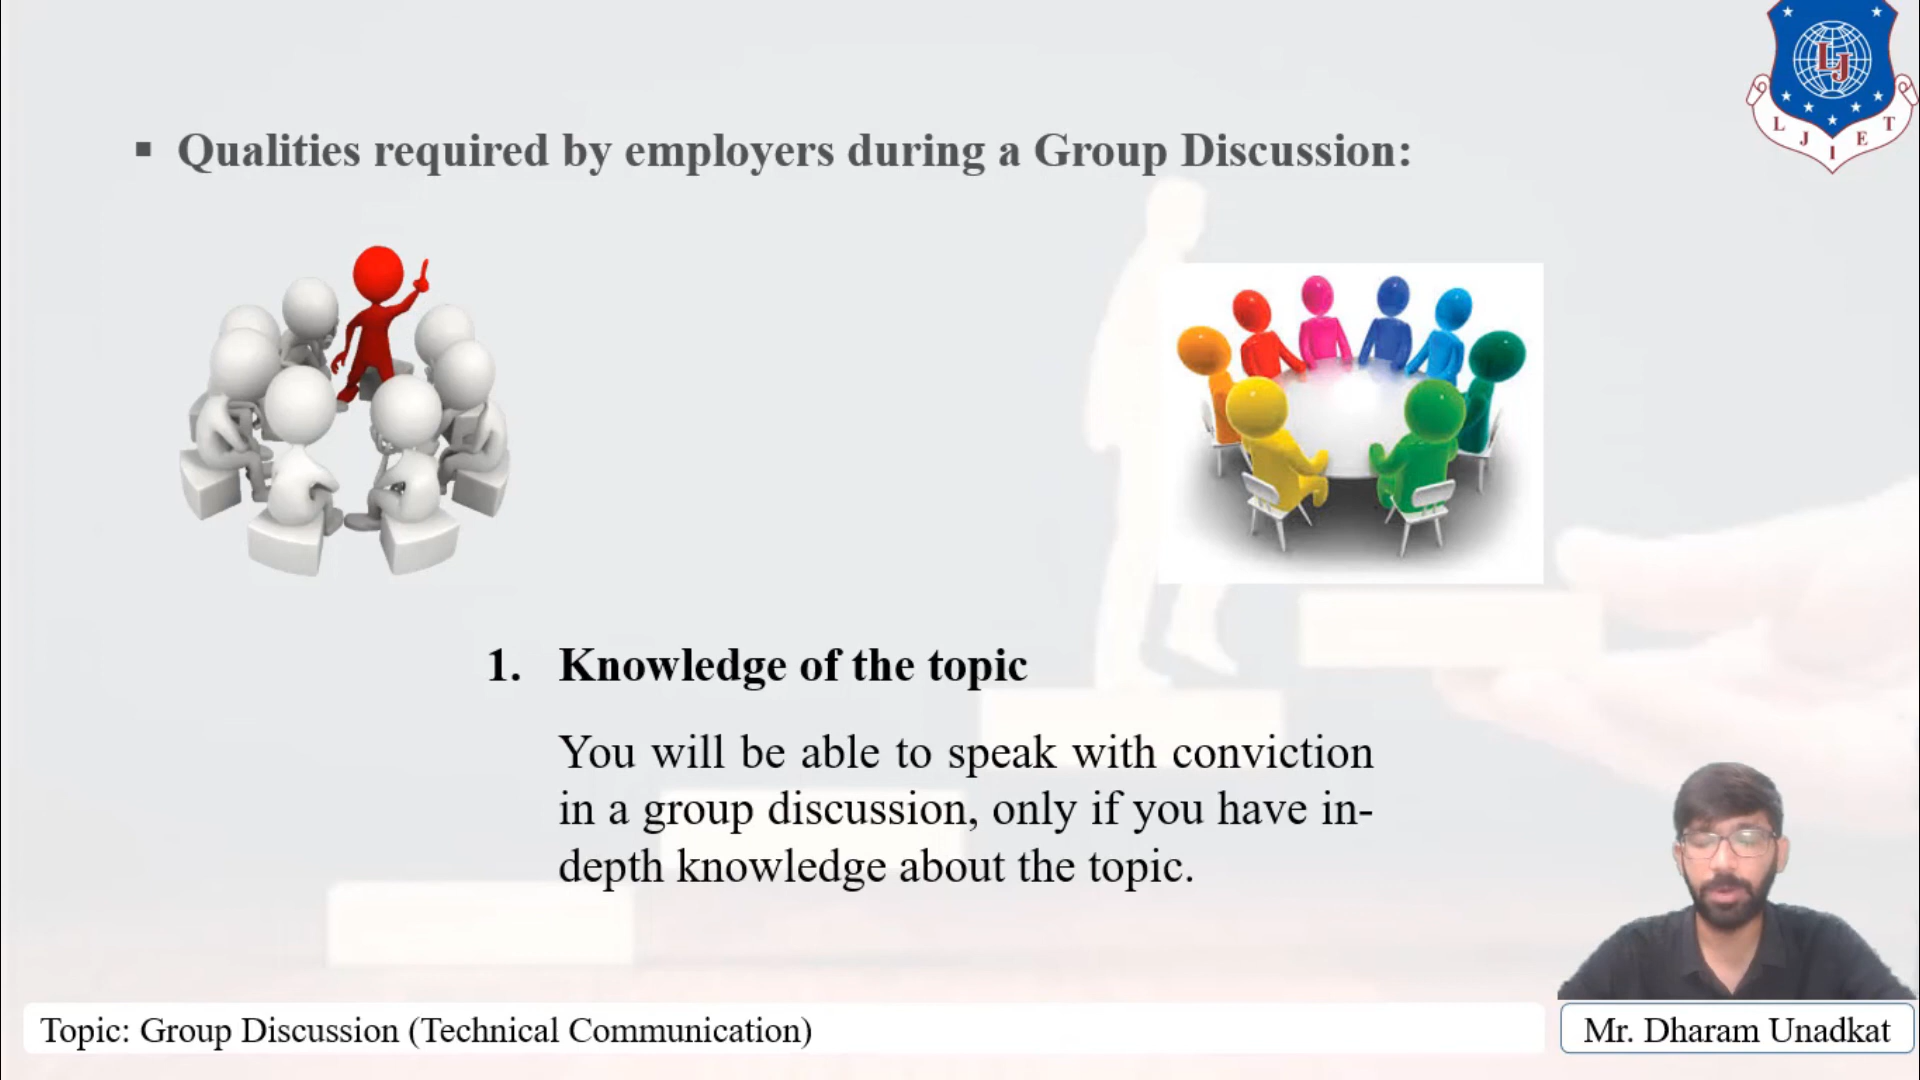 ▪ Qualities required by employers during a Group Discussion:
LJ
L J I E T
1. Knowledge of the topic
You will be able to speak with conviction
in a group discussion, only if you have in-
depth knowledge about the topic.
Topic: Group Discussion (Technical Communication)
Mr. Dharam Unadkat